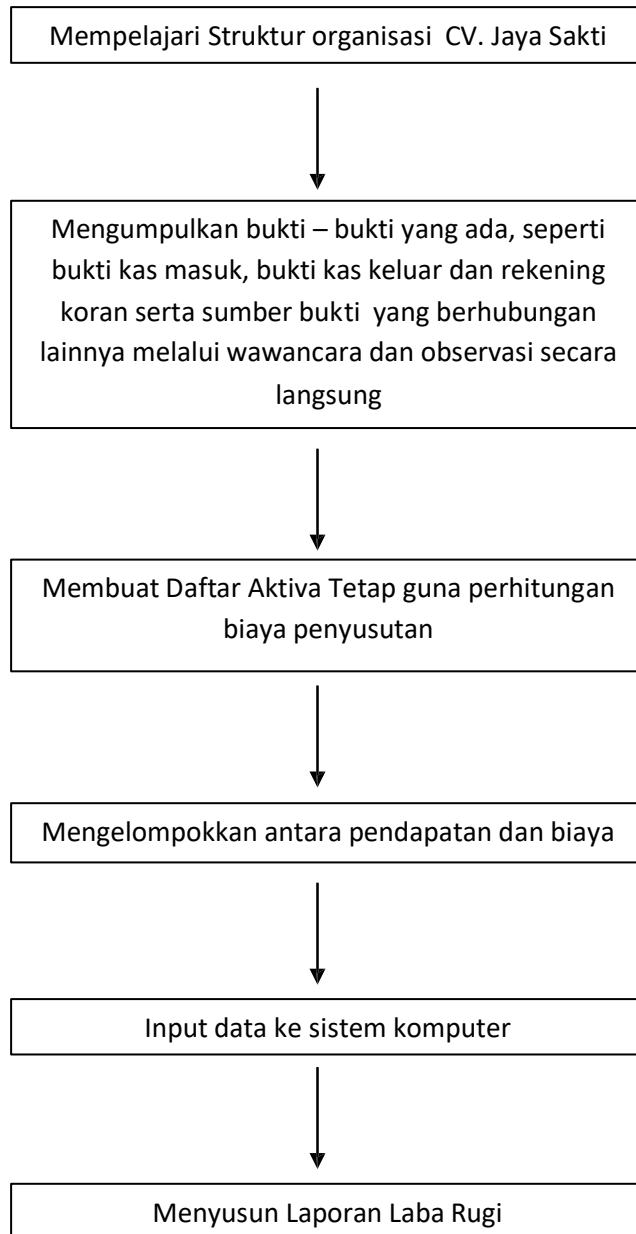 Mempelajari Struktur organisasi  CV. Jaya Sakti
Mengumpulkan bukti – bukti yang ada, seperti
bukti kas masuk, bukti kas keluar dan rekening
koran serta sumber bukti  yang berhubungan
lainnya melalui wawancara dan observasi secara
langsung
Membuat Daftar Aktiva Tetap guna perhitungan
biaya penyusutan
Mengelompokkan antara pendapatan dan biaya
Input data ke sistem komputer
Menyusun Laporan Laba Rugi